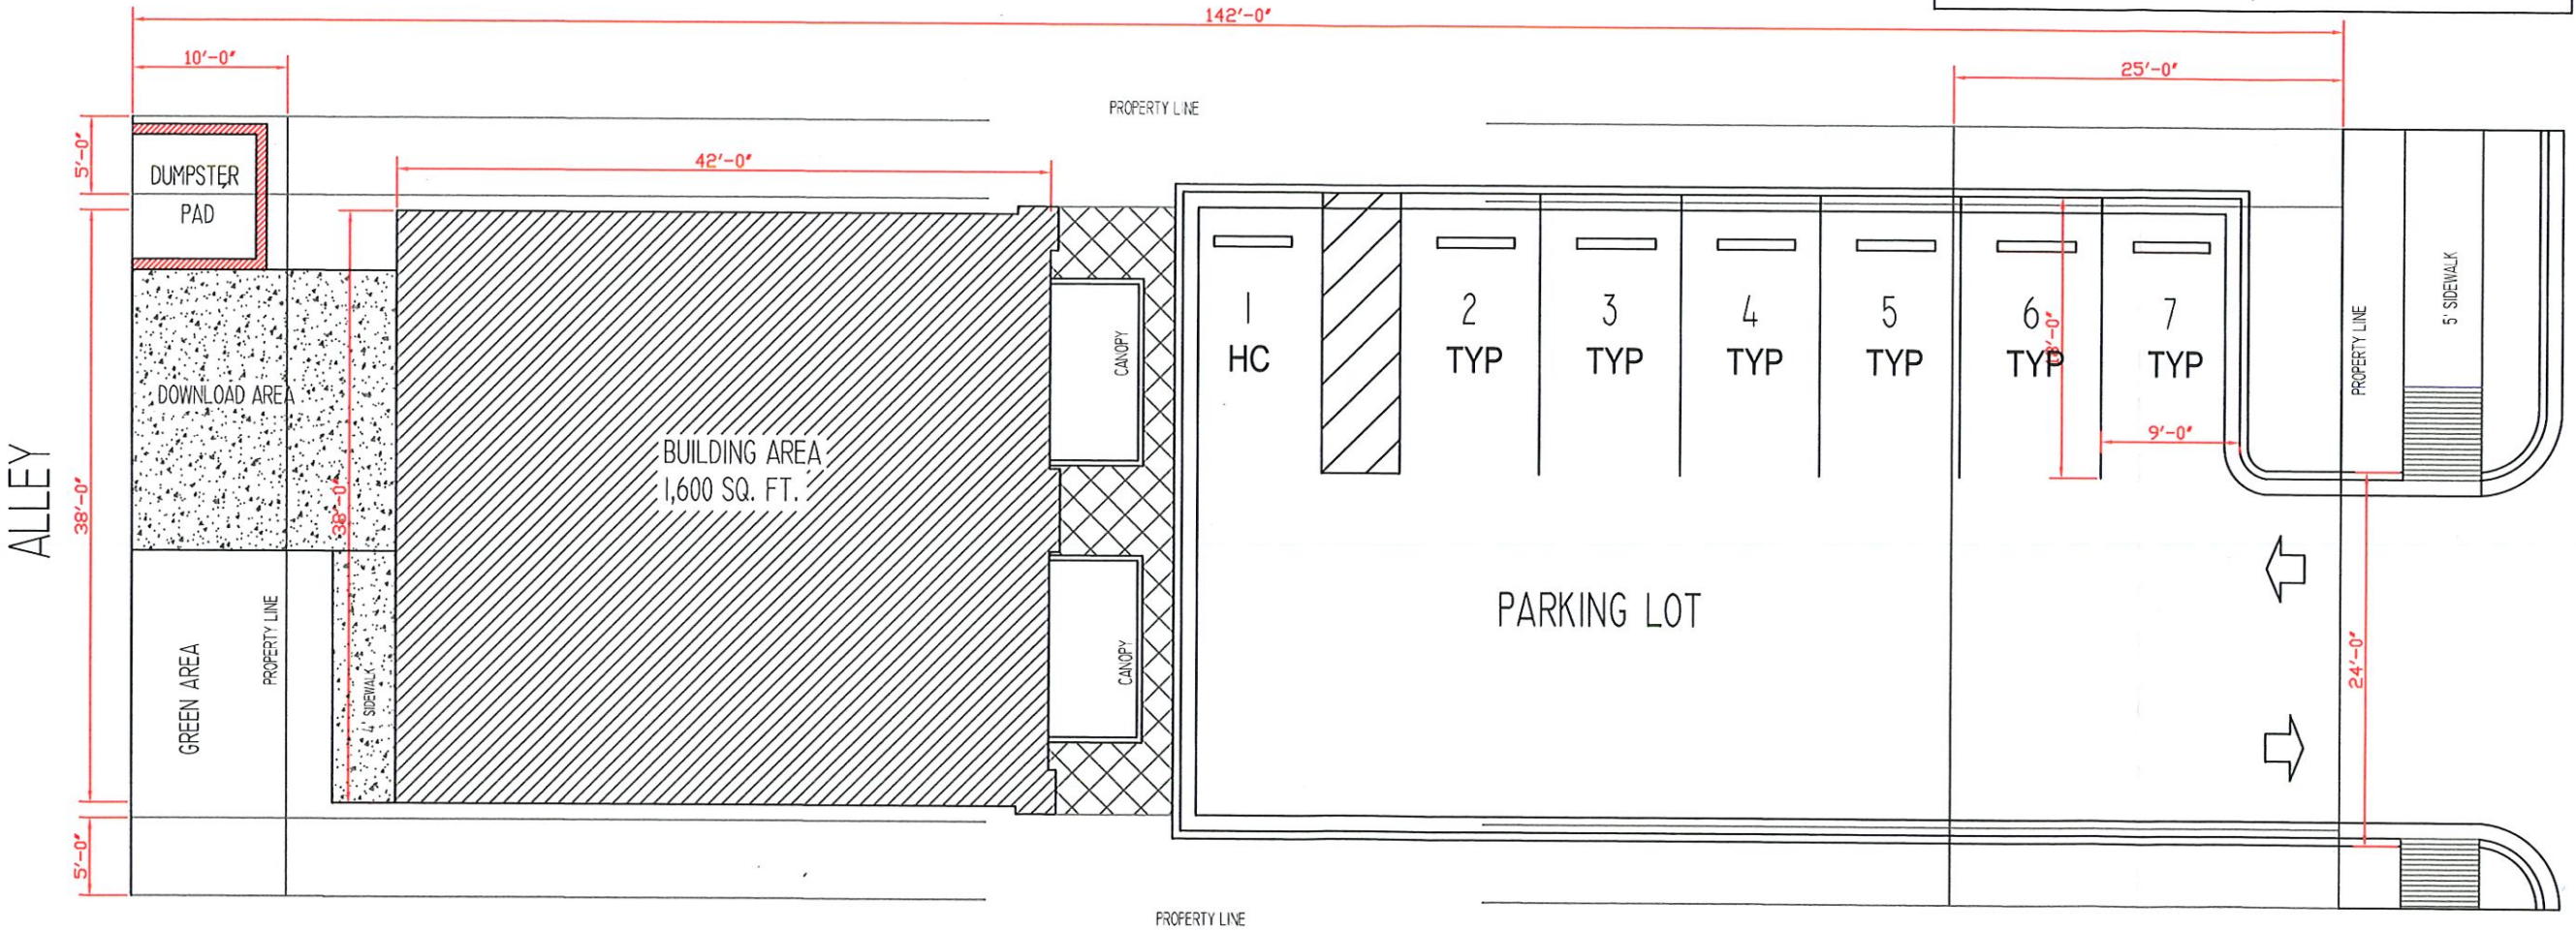 142'-0"
10'-0"
25'-0"
PROPERTY LINE
5'-0"
42'-0"
DUMPSTER
PAD
5' SIDEWALK
1
HC
2
TYP
3
TYP
4
TYP
5
TYP
6
TYP
18'-0"
7
TYP
PROPERTY LINE
CANOPY
DOWNLOAD AREA
9'-0"
ALLEY
38'-0"
38'-0"
BUILDING AREA
1,600 SQ. FT.
PARKING LOT
GREEN AREA
PROPERTY LINE
4' SIDEWALK
CANOPY
24'-0"
5'-0"
PROPERTY LINE